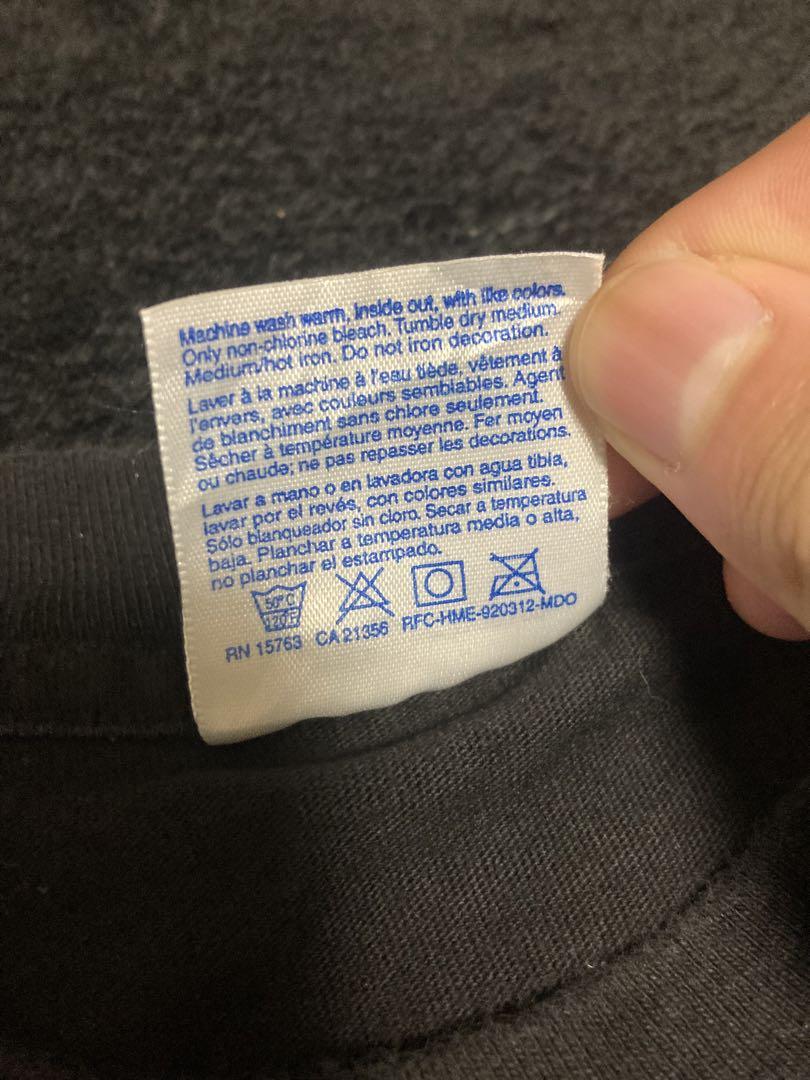 Machine wash warm, inside out, with like colors.
Only non-chlorine bleach. Tumble dry medium.
Medium/hot iron. Do not iron decoration.
Laver à la machine à l'eau tiède, vêtement à
l'envers, avec couleurs semblables. Agent
de blanchiment sans chlore seulement.
Sêcher à température moyenne. Fer moyen
ou chaude; ne pas repasser les decorations.
Lavar a mano o en lavadora con agua tibia,
lavar por el revés, con colores similares.
Sólo blanqueador sin cloro. Secar a temperatura
baja. Planchar a temperatura media o alta,
no planchar el estampado.
50°C
120°F
RN 15763 CA 21356 RFC-HME-920312-MDO